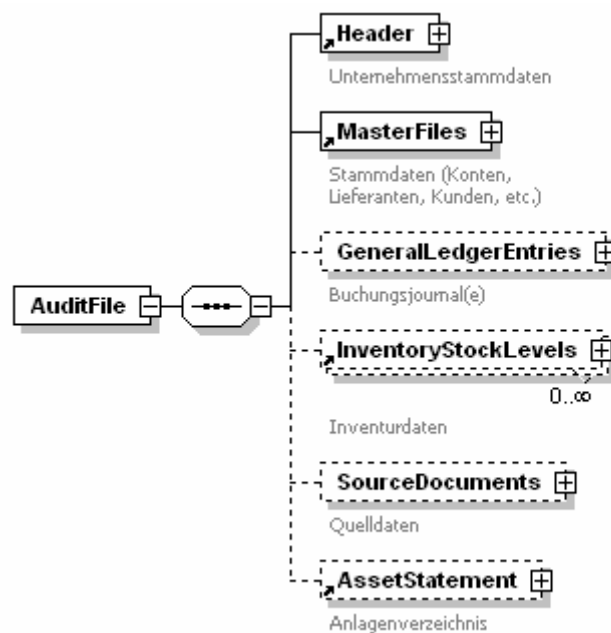 Header
Unternehmensstammdaten
MasterFiles
Stammdaten (Konten,
Lieferanten, Kunden, etc.)
GeneralLedgerEntries
Buchungsjournal(e)
AuditFile
InventoryStockLevels
0..∞
Inventurdaten
SourceDocuments
Quelldaten
AssetStatement
Anlagenverzeichnis